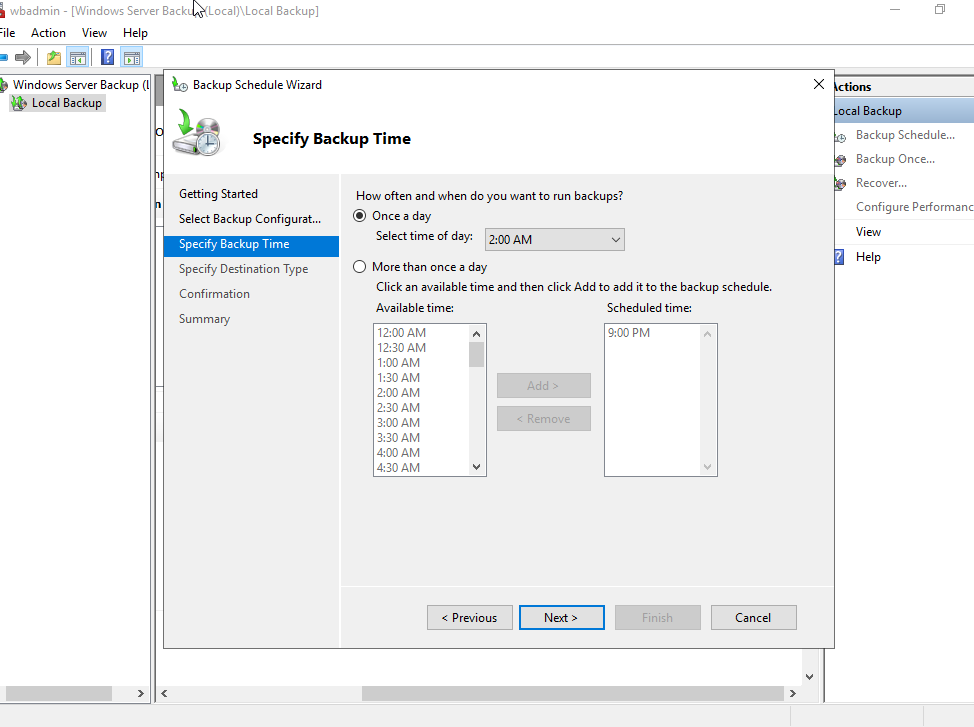 wbadmin - [Windows Server Backup (Local)\Local Backup]
File Action View Help
Windows Server Backup (L
Local Backup
Backup Schedule Wizard
Specify Backup Time
Getting Started
Select Backup Configurat...
Specify Backup Time
Specify Destination Type
Confirmation
Summary
How often and when do you want to run backups?
Once a day
Select time of day: 2:00 AM
More than once a day
Click an available time and then click Add to add it to the backup schedule.
Available time: Scheduled time:
12:00 AM
12:30 AM
1:00 AM
1:30 AM
2:00 AM
2:30 AM
3:00 AM
3:30 AM
4:00 AM
4:30 AM
Add >
< Remove
9:00 PM
< Previous Next > Finish Cancel
Actions
Local Backup
Backup Schedule...
Backup Once...
Recover...
Configure Performanc
View
Help